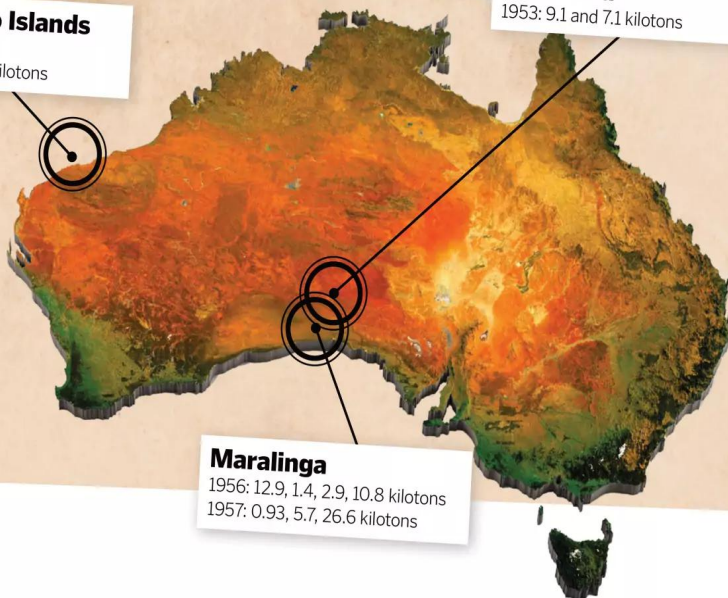 Islands
ilotons
1953: 9.1 and 7.1 kilotons
Maralinga
1956: 12.9, 1.4, 2.9, 10.8 kilotons
1957: 0.93, 5.7, 26.6 kilotons